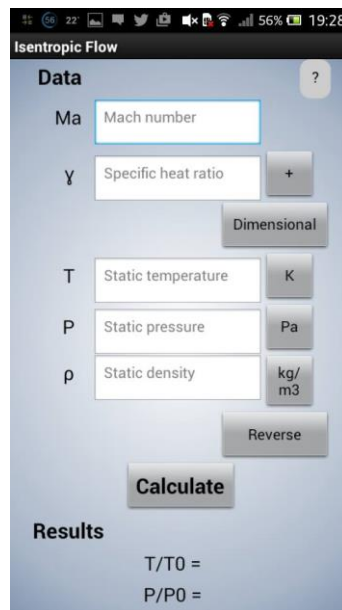 56 22° 56% 19:28
Isentropic Flow
Data ?
Ma Mach number
γ Specific heat ratio +
Dimensional
T Static temperature K
P Static pressure Pa
ρ Static density kg/
m3
Reverse
Calculate
Results
T/T0 =
P/P0 =